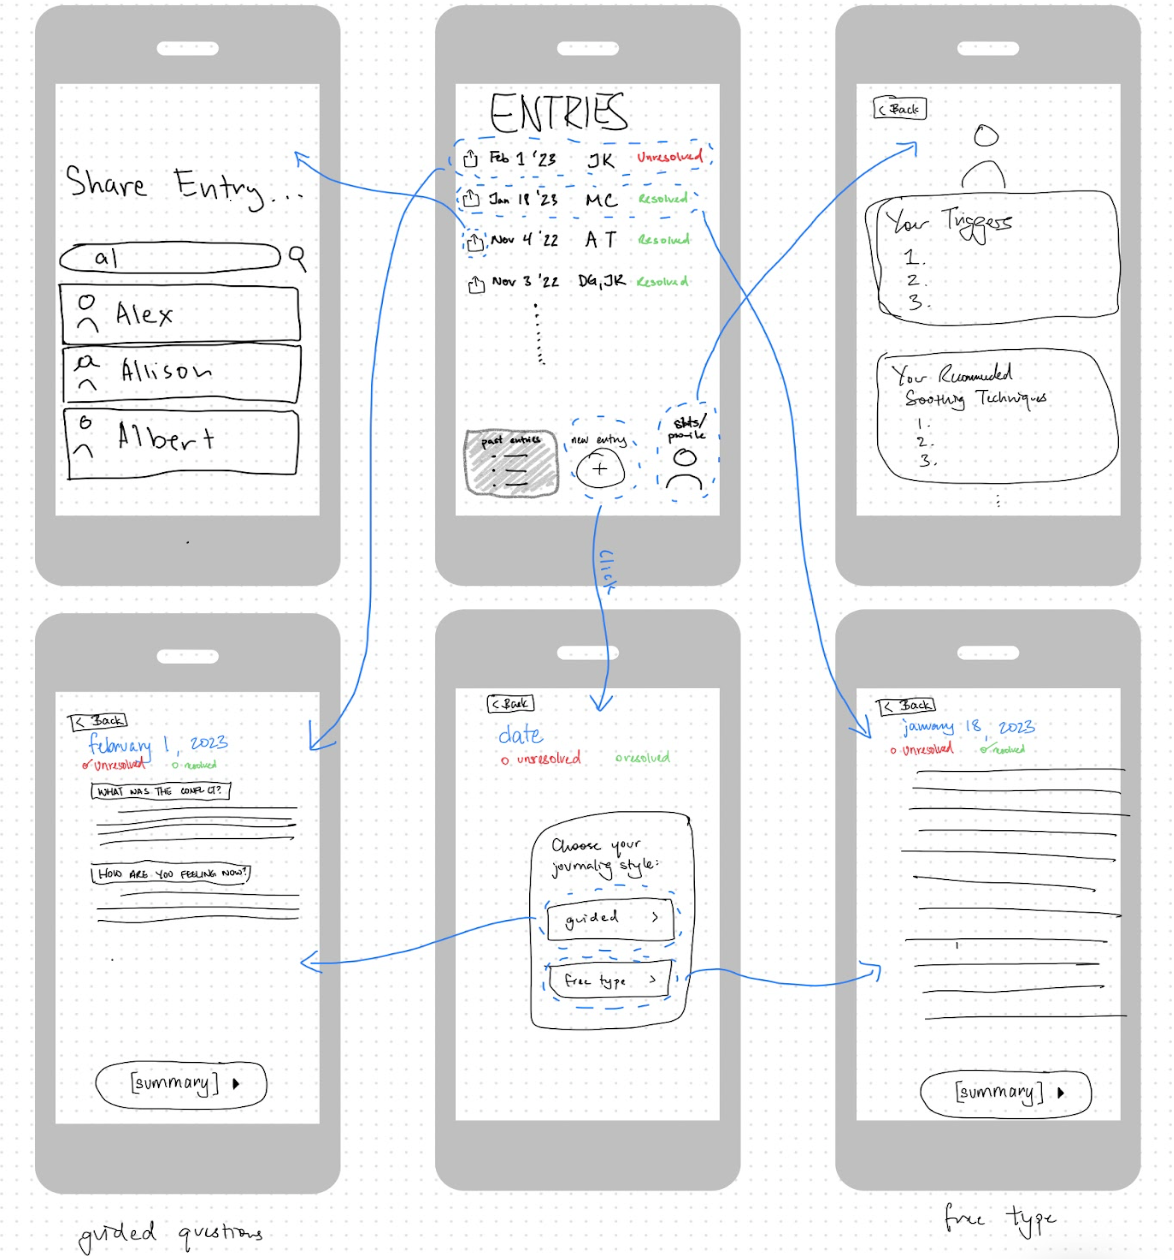 Share Entry...
al
Alex
Allison
Albert
ENTRIES
Feb 1 '23 JK Unresolved
Jan 18 '23 MC Resolved
Nov 4 '22 AT Resolved
Nov 3 '22 DG, JK Resolved
past entries
new entry
+
stats/
profile
click
< Back
Your Triggers
1.
2.
3.
Your Recommended
Soothing Techniques
1.
2.
3.
< Back
february 1, 2023
unresolved resolved
WHAT WAS THE CONFLICT?
HOW ARE YOU FEELING NOW?
[summary]
guided questions
< Back
date
unresolved resolved
Choose your
journaling style:
guided >
free type >
< Back
january 18, 2023
unresolved resolved
[summary]
free type